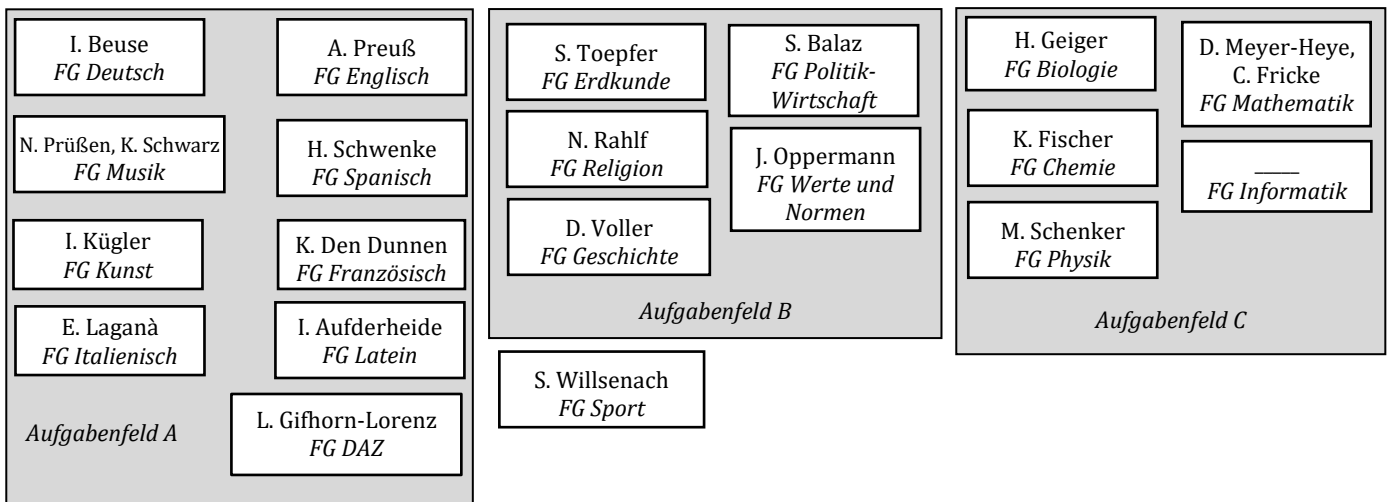 I. Beuse
FG Deutsch
A. Preuß
FG Englisch
N. Prüßen, K. Schwarz
FG Musik
H. Schwenke
FG Spanisch
I. Kügler
FG Kunst
K. Den Dunnen
FG Französisch
E. Laganà
FG Italienisch
I. Aufderheide
FG Latein
L. Gifhorn-Lorenz
FG DAZ
Aufgabenfeld A
S. Toepfer
FG Erdkunde
S. Balaz
FG Politik-
Wirtschaft
N. Rahlf
FG Religion
J. Oppermann
FG Werte und
Normen
D. Voller
FG Geschichte
Aufgabenfeld B
S. Willsenach
FG Sport
H. Geiger
FG Biologie
D. Meyer-Heye,
C. Fricke
FG Mathematik
K. Fischer
FG Chemie
_____
FG Informatik
M. Schenker
FG Physik
Aufgabenfeld C